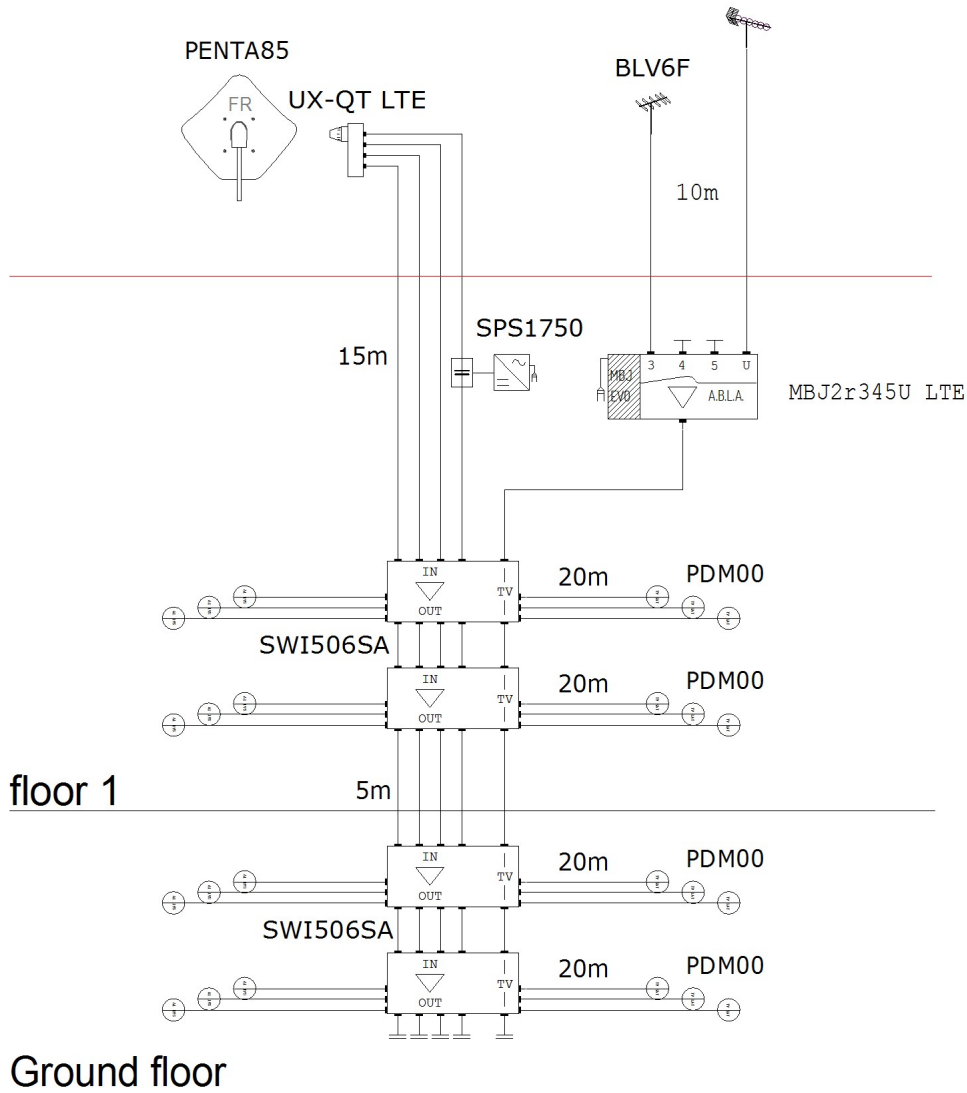 PENTA85
FR
UX-QT LTE
BLV6F
10m
SPS1750
15m
3 4 5 U
MBJ
EVO
A.B.L.A.
MBJ2r345U LTE
IN
TV
OUT
20m
PDM00
SWI506SA
IN
TV
OUT
20m
PDM00
floor 1
5m
IN
TV
OUT
20m
PDM00
SWI506SA
IN
TV
OUT
20m
PDM00
Ground floor